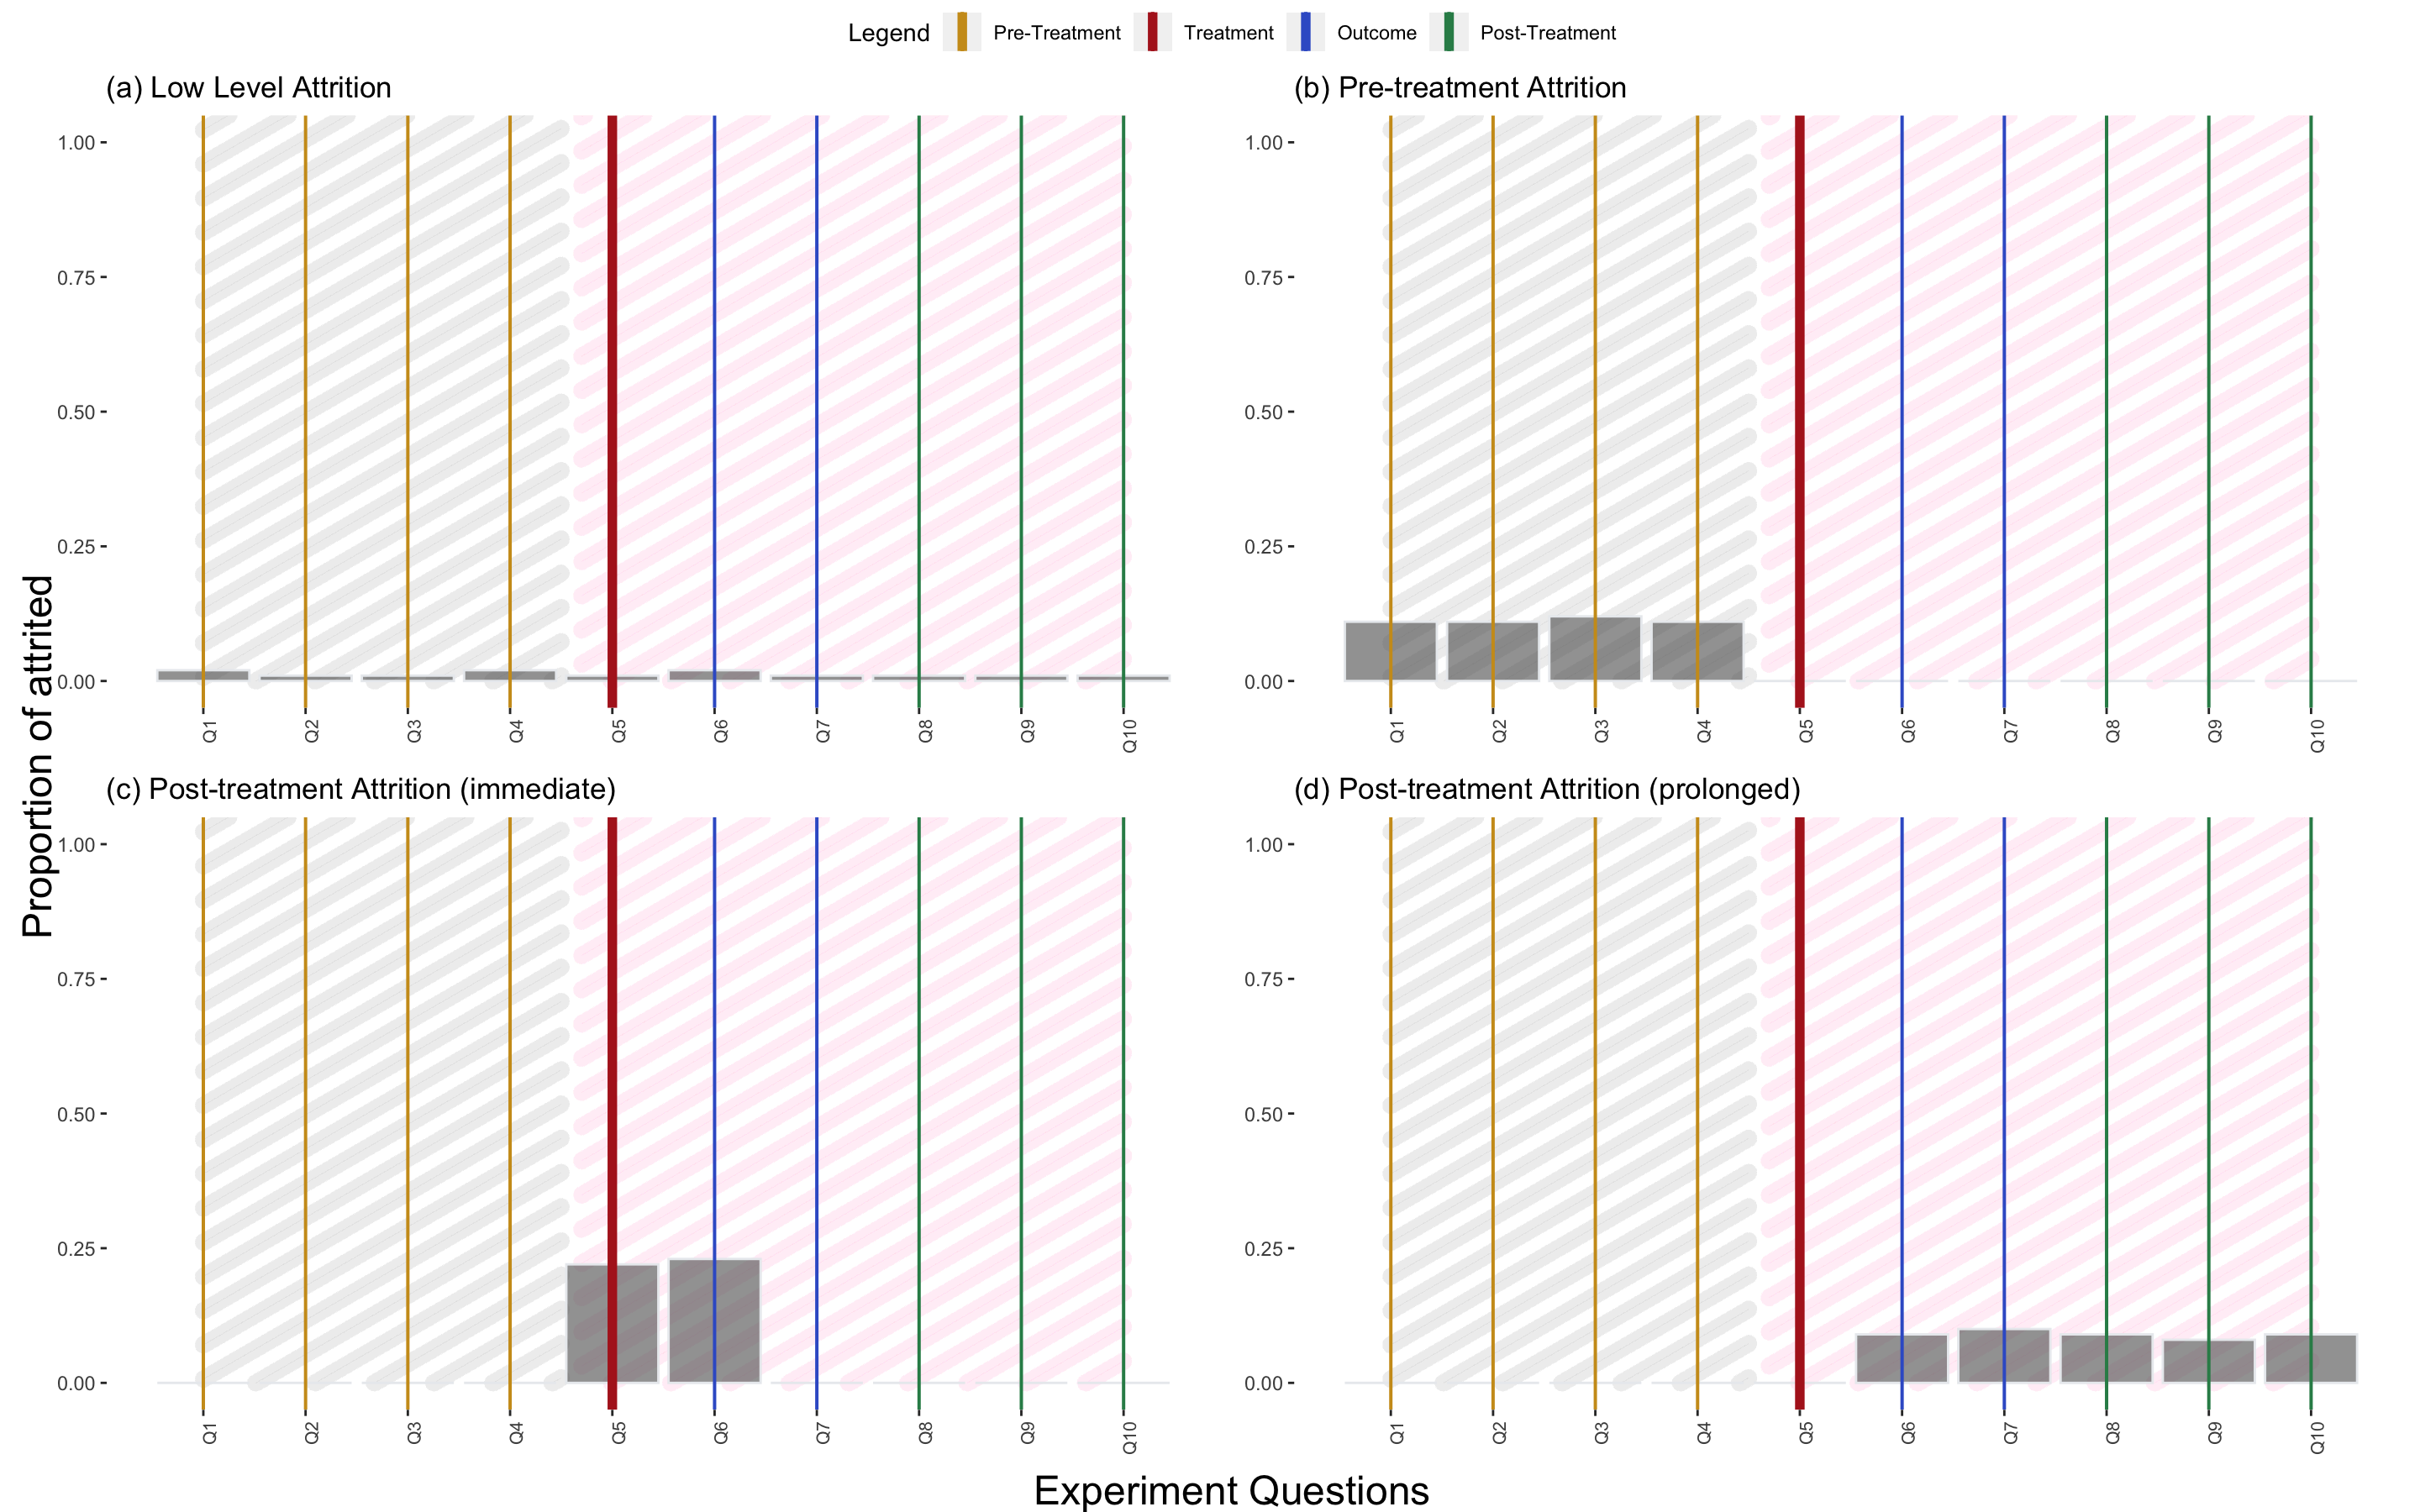 Legend Pre-Treatment Treatment Outcome Post-Treatment
(a) Low Level Attrition
1.00
0.75
0.50
0.25
0.00
Q1 Q2 Q3 Q4 Q5 Q6 Q7 Q8 Q9 Q10
(b) Pre-treatment Attrition
1.00
0.75
0.50
0.25
0.00
Q1 Q2 Q3 Q4 Q5 Q6 Q7 Q8 Q9 Q10
Proportion of attrited
(c) Post-treatment Attrition (immediate)
1.00
0.75
0.50
0.25
0.00
Q1 Q2 Q3 Q4 Q5 Q6 Q7 Q8 Q9 Q10
(d) Post-treatment Attrition (prolonged)
1.00
0.75
0.50
0.25
0.00
Q1 Q2 Q3 Q4 Q5 Q6 Q7 Q8 Q9 Q10
Experiment Questions